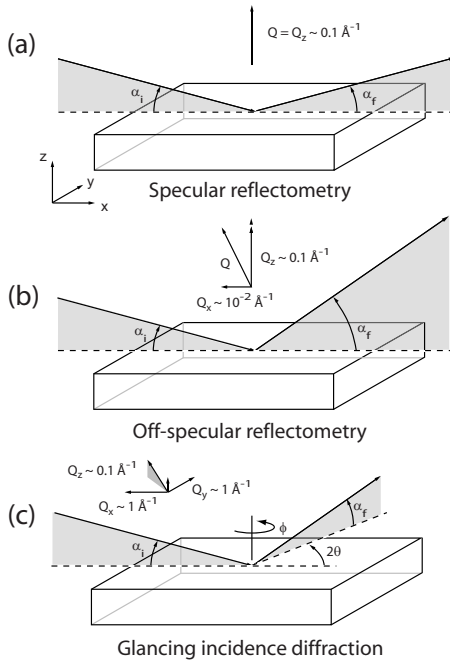 (a)
Q = Q_z ~ 0.1 Å⁻¹
α_i
α_f
z
y
x
Specular reflectometry
(b)
Q
Q_z ~ 0.1 Å⁻¹
Q_x ~ 10⁻² Å⁻¹
α_i
α_f
Off-specular reflectometry
(c)
Q_z ~ 0.1 Å⁻¹
Q_y ~ 1 Å⁻¹
Q_x ~ 1 Å⁻¹
ϕ
α_i
α_f
2θ
Glancing incidence diffraction